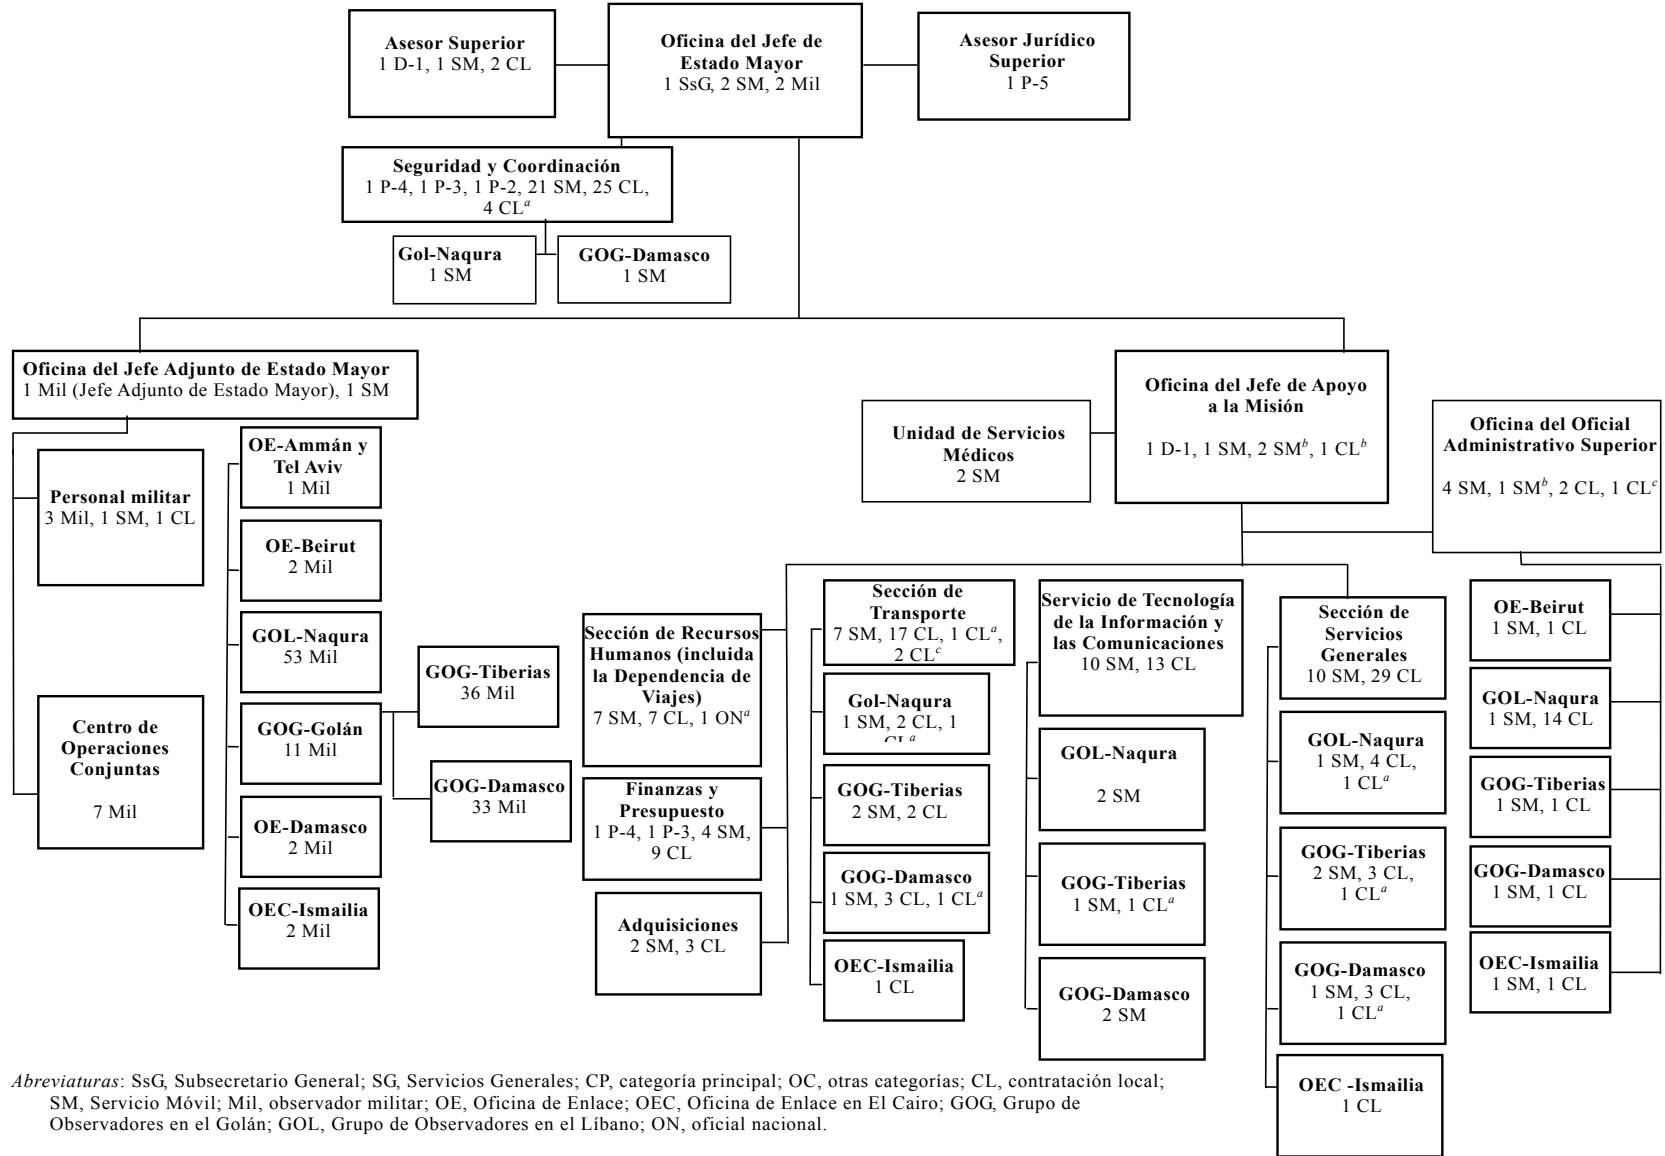 Asesor Superior
1 D-1, 1 SM, 2 CL
Oficina del Jefe de
Estado Mayor
1 SsG, 2 SM, 2 Mil
Asesor Jurídico
Superior
1 P-5
Seguridad y Coordinación
1 P-4, 1 P-3, 1 P-2, 21 SM, 25 CL,
4 CLa
Gol-Naqura
1 SM
GOG-Damasco
1 SM
Oficina del Jefe Adjunto de Estado Mayor
1 Mil (Jefe Adjunto de Estado Mayor), 1 SM
Personal militar
3 Mil, 1 SM, 1 CL
Centro de
Operaciones
Conjuntas
7 Mil
OE-Ammán y
Tel Aviv
1 Mil
OE-Beirut
2 Mil
GOL-Naqura
53 Mil
GOG-Golán
11 Mil
OE-Damasco
2 Mil
OEC-Ismailia
2 Mil
GOG-Tiberias
36 Mil
GOG-Damasco
33 Mil
Unidad de Servicios
Médicos
2 SM
Oficina del Jefe de Apoyo
a la Misión
1 D-1, 1 SM, 2 SMb, 1 CLb
Oficina del Oficial
Administrativo Superior
4 SM, 1 SMb, 2 CL, 1 CLc
Sección de Recursos
Humanos (incluida
la Dependencia de
Viajes)
7 SM, 7 CL, 1 ONa
Finanzas y
Presupuesto
1 P-4, 1 P-3, 4 SM,
9 CL
Adquisiciones
2 SM, 3 CL
Sección de
Transporte
7 SM, 17 CL, 1 CLa,
2 CLc
Gol-Naqura
1 SM, 2 CL, 1
CLa
GOG-Tiberias
2 SM, 2 CL
GOG-Damasco
1 SM, 3 CL, 1 CLa
OEC-Ismailia
1 CL
Servicio de Tecnología
de la Información y
las Comunicaciones
10 SM, 13 CL
GOL-Naqura
2 SM
GOG-Tiberias
1 SM, 1 CLa
GOG-Damasco
2 SM
Sección de
Servicios
Generales
10 SM, 29 CL
GOL-Naqura
1 SM, 4 CL,
1 CLa
GOG-Tiberias
2 SM, 3 CL,
1 CLa
GOG-Damasco
1 SM, 3 CL,
1 CLa
OEC -Ismailia
1 CL
OE-Beirut
1 SM, 1 CL
GOL-Naqura
1 SM, 14 CL
GOG-Tiberias
1 SM, 1 CL
GOG-Damasco
1 SM, 1 CL
OEC-Ismailia
1 SM, 1 CL
Abreviaturas: SsG, Subsecretario General; SG, Servicios Generales; CP, categoría principal; OC, otras categorías; CL, contratación local;
SM, Servicio Móvil; Mil, observador militar; OE, Oficina de Enlace; OEC, Oficina de Enlace en El Cairo; GOG, Grupo de
Observadores en el Golán; GOL, Grupo de Observadores en el Líbano; ON, oficial nacional.